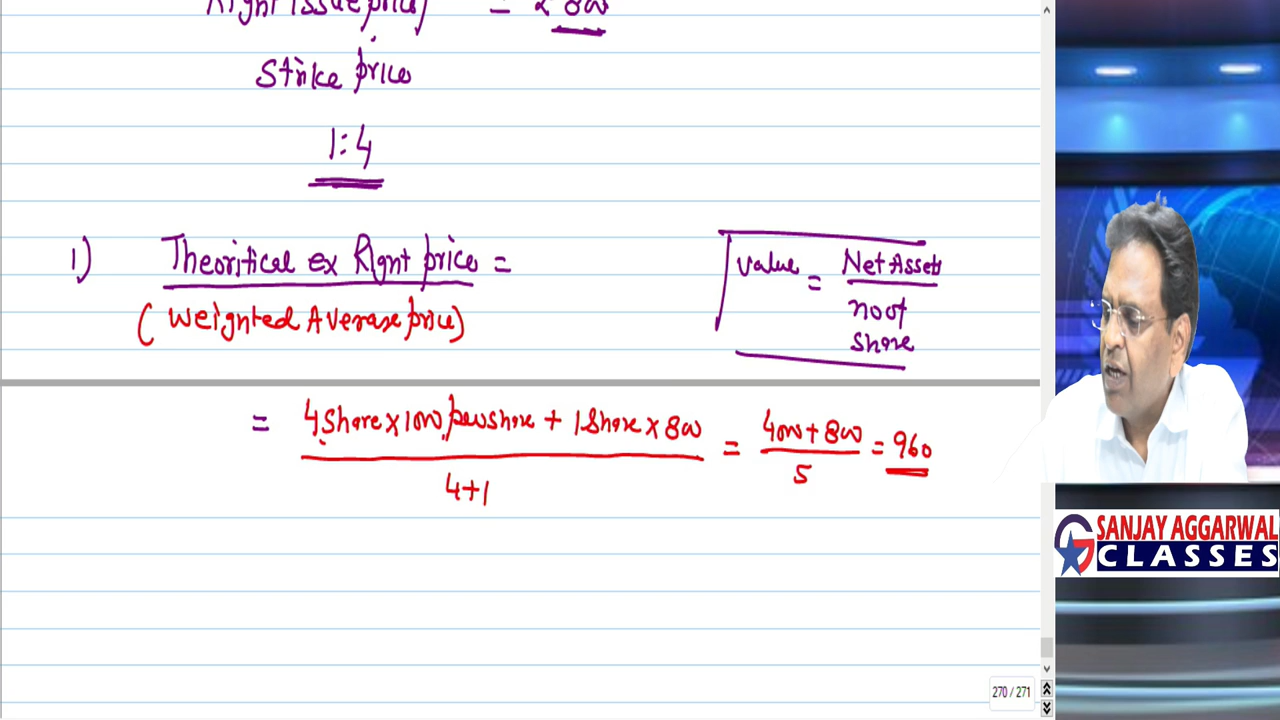 Right issue price) = ₹ 800
Strike price
1:4
1) Theoritical ex Right price =
(Weighted Average price)
Value = Net Assets
no of
share
= 4 Share x 1000 per share + 1 Share x 800 = 4000 + 800 = 960
4+1 5
270 / 271
SANJAY AGGARWAL
CLASSES